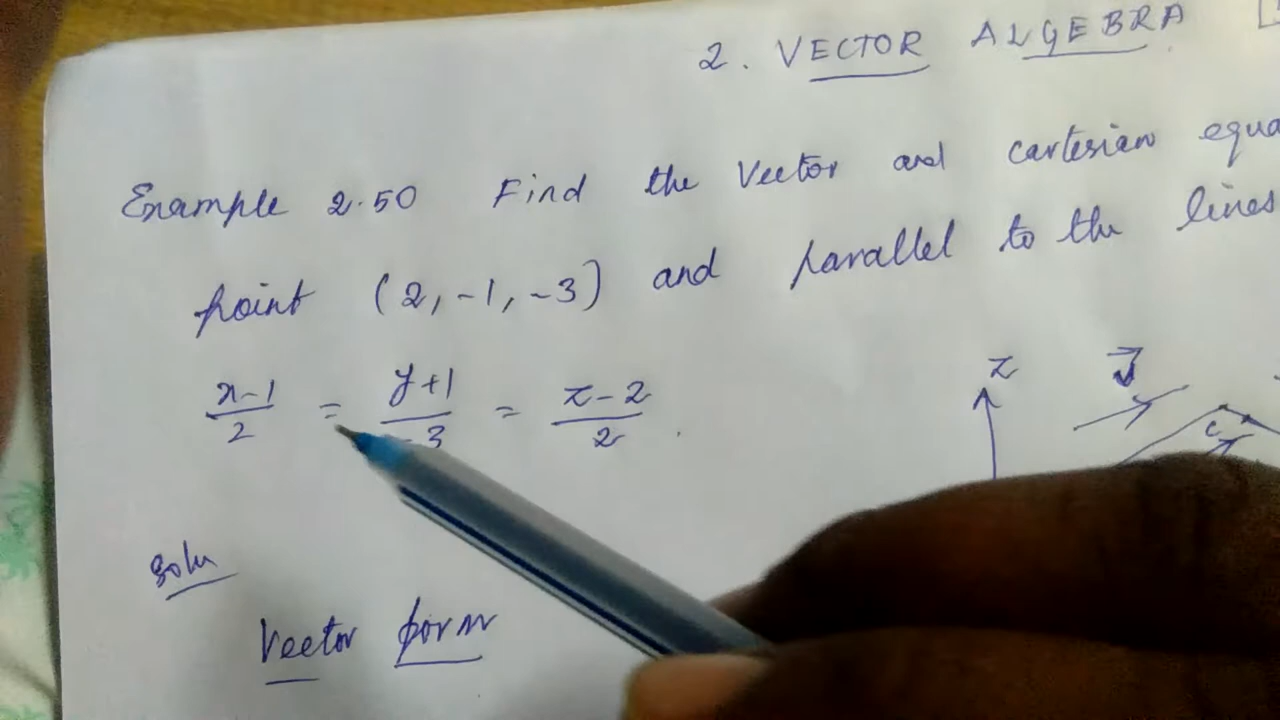 2. VECTOR ALGEBRA
Example 2.50 Find the Vector and cartesian equa
point (2, -1, -3) and parallel to the lines
x-1/2 = y+1/-3 = z-2/2.
z v
c
Soln
Vector form